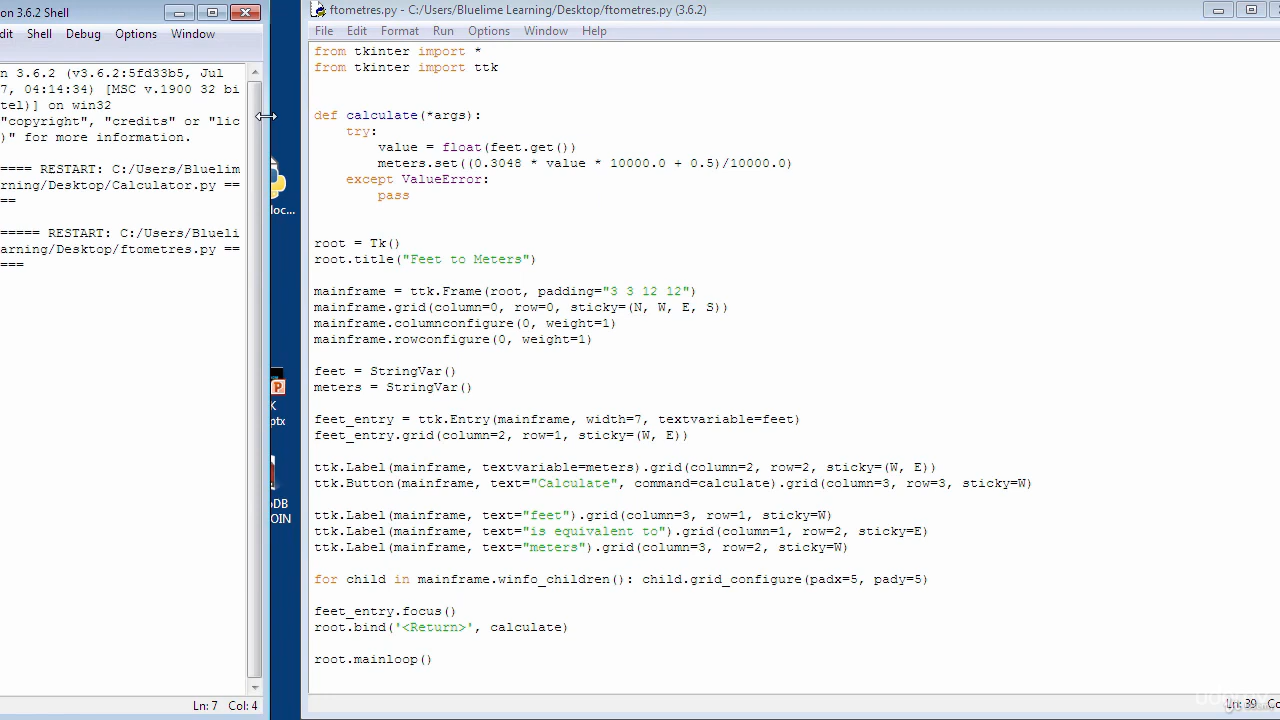 on 3.6.2 Shell
dit Shell Debug Options Window
3.6.2 (v3.6.2:5fd33b5, Jul
7, 04:14:34) [MSC v.1900 32 bi
tel)] on win32
"copyright", "credits" or "lic
)" for more information.
==== RESTART: C:/Users/Bluelim
rning/Desktop/PSLculator.py ==
==
===== RESTART: C:/Users/Blueli
arning/Desktop/ftometres.py ==
===
Ln: 7 Col: 4
loc...
K
ptx
oDB
OIN
ftometres.py - C:/Users/Bluelime Learning/Desktop/ftometres.py (3.6.2)
File Edit Format Run Options Window Help
from tkinter import *
from tkinter import ttk
def calculate(*args):
try:
value = float(feet.get())
meters.set((0.3048 * value * 10000.0 + 0.5)/10000.0)
except ValueError:
pass
root = Tk()
root.title("Feet to Meters")
mainframe = ttk.Frame(root, padding="3 3 12 12")
mainframe.grid(column=0, row=0, sticky=(N, W, E, S))
mainframe.columnconfigure(0, weight=1)
mainframe.rowconfigure(0, weight=1)
feet = StringVar()
meters = StringVar()
feet_entry = ttk.Entry(mainframe, width=7, textvariable=feet)
feet_entry.grid(column=2, row=1, sticky=(W, E))
ttk.Label(mainframe, textvariable=meters).grid(column=2, row=2, sticky=(W, E))
ttk.Button(mainframe, text="Calculate", command=calculate).grid(column=3, row=3, sticky=W)
ttk.Label(mainframe, text="feet").grid(column=3, row=1, sticky=W)
ttk.Label(mainframe, text="is equivalent to").grid(column=1, row=2, sticky=E)
ttk.Label(mainframe, text="meters").grid(column=3, row=2, sticky=W)
for child in mainframe.winfo_children(): child.grid_configure(padx=5, pady=5)
feet_entry.focus()
root.bind('<Return>', calculate)
root.mainloop()
Ln: 39 Co